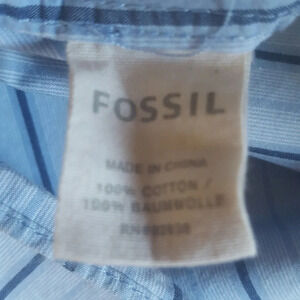 FOSSIL
MADE IN CHINA
100% COTTON /
100% BAUMWOLLE